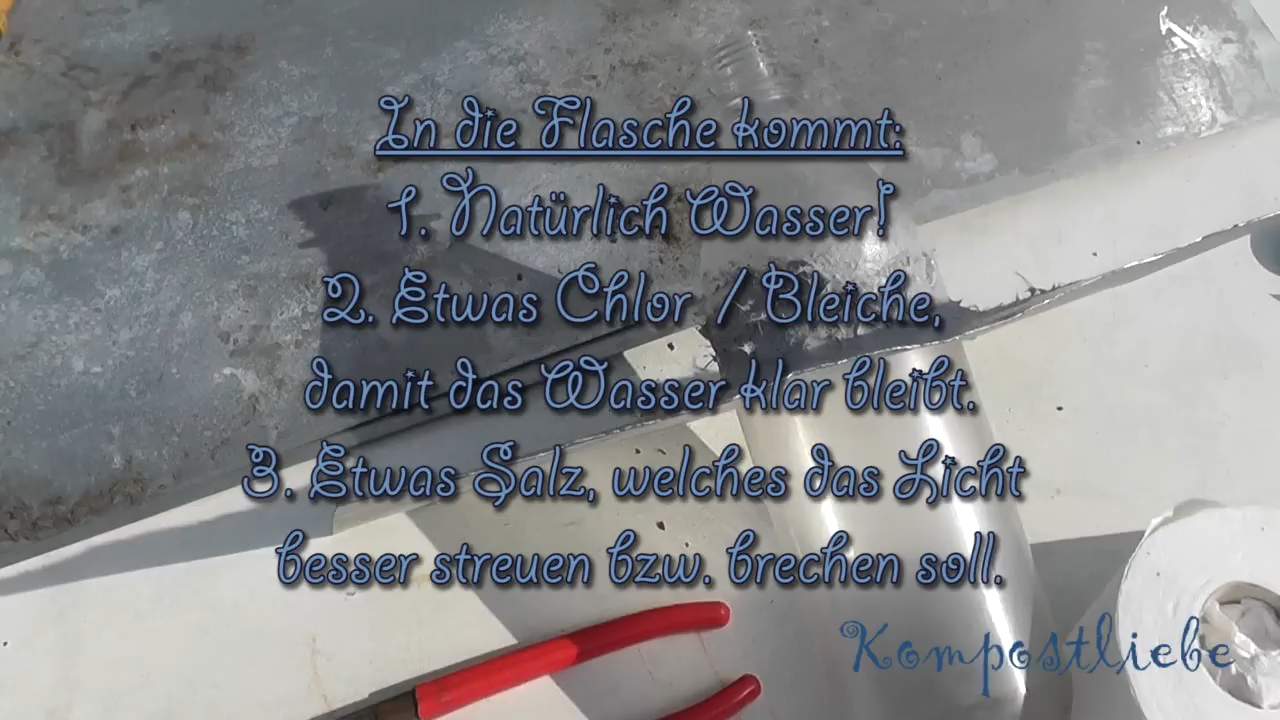 In die Flasche kommt:
1. Natürlich Wasser!
2. Etwas Chlor / Bleiche,
damit das Wasser klar bleibt.
3. Etwas Salz, welches das Licht
besser streuen bzw. brechen soll.
Kompostliebe